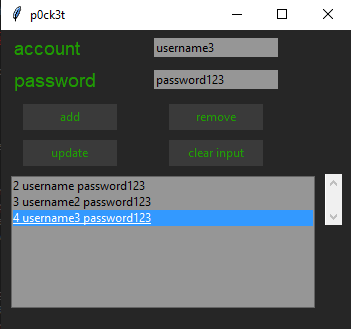 p0ck3t
account username3
password password123
add remove
update clear input
2 username password123
3 username2 password123
4 username3 password123